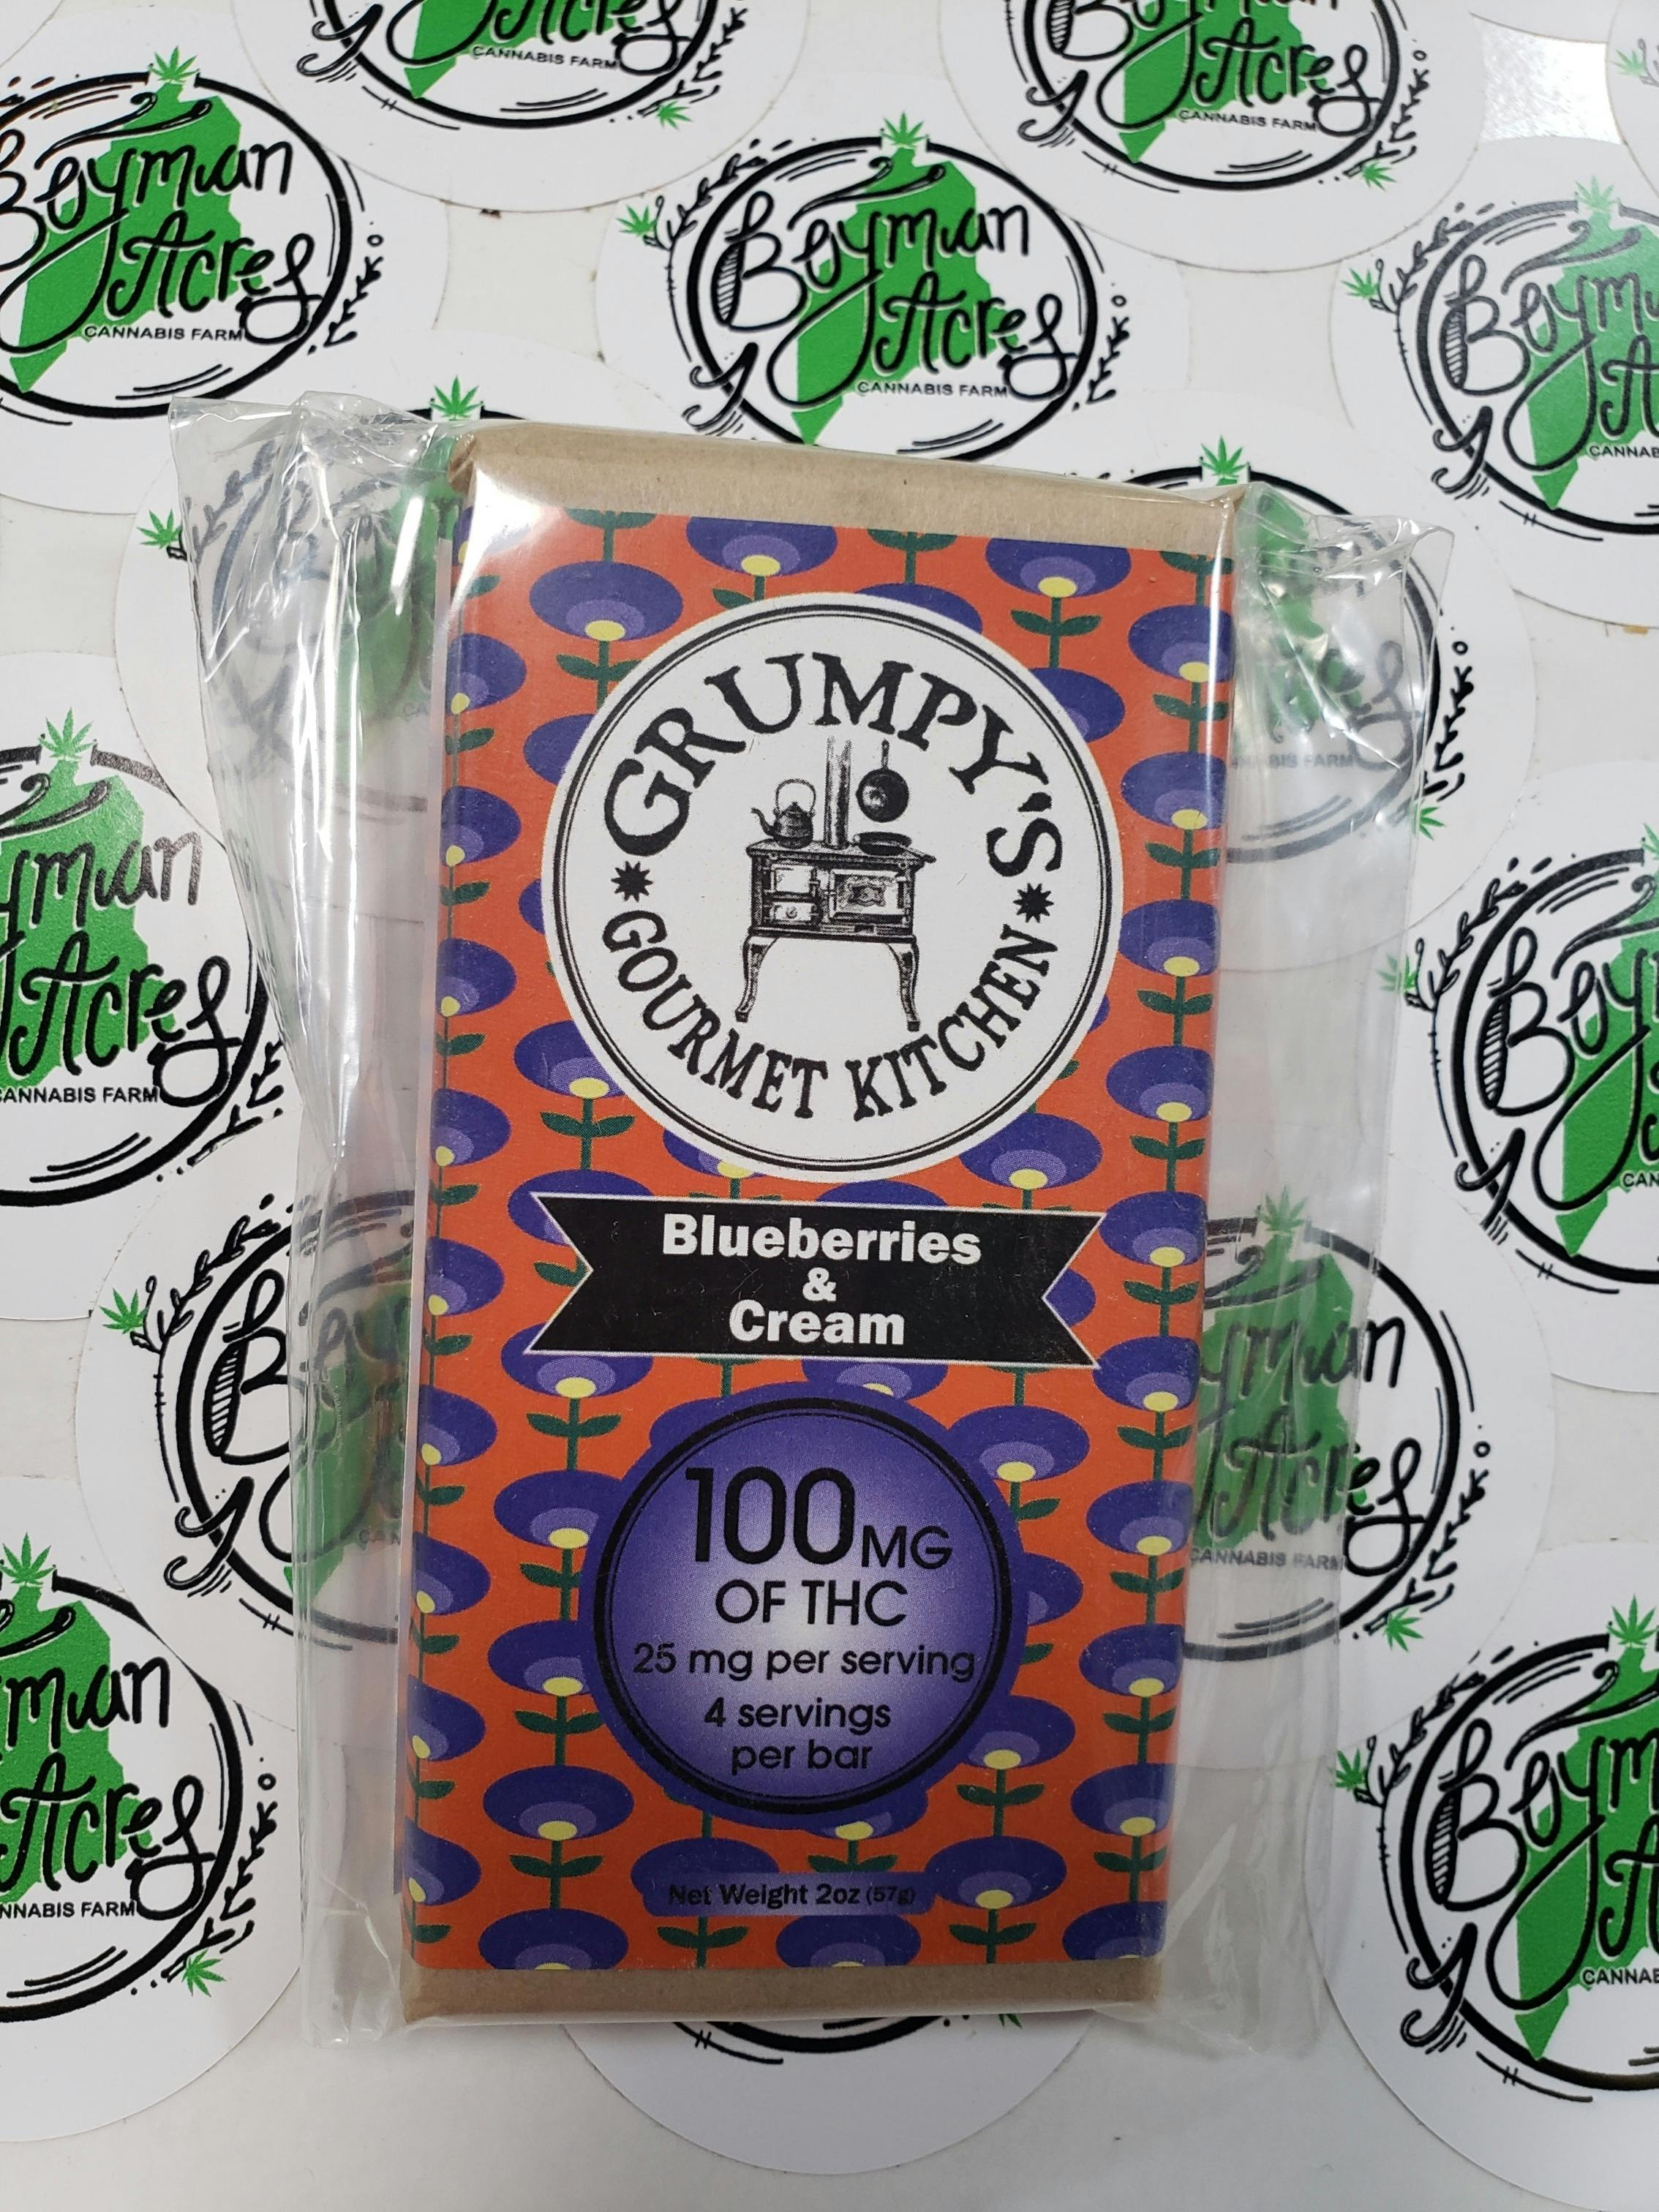 Boyman
Acres
CANNABIS FARM
GRUMPY'S
GOURMET KITCHEN
Blueberries
&
Cream
100MG
OF THC
25 mg per serving
4 servings
per bar
Net Weight 2oz (57g)